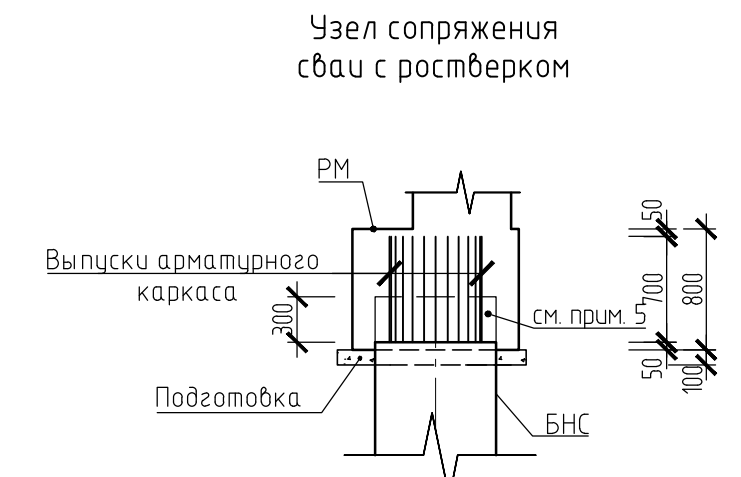 Узел сопряжения
сваи с ростверком
РМ
50
Выпуски арматурного
каркаса
700
800
300
см. прим. 5
50
100
Подготовка
БНС